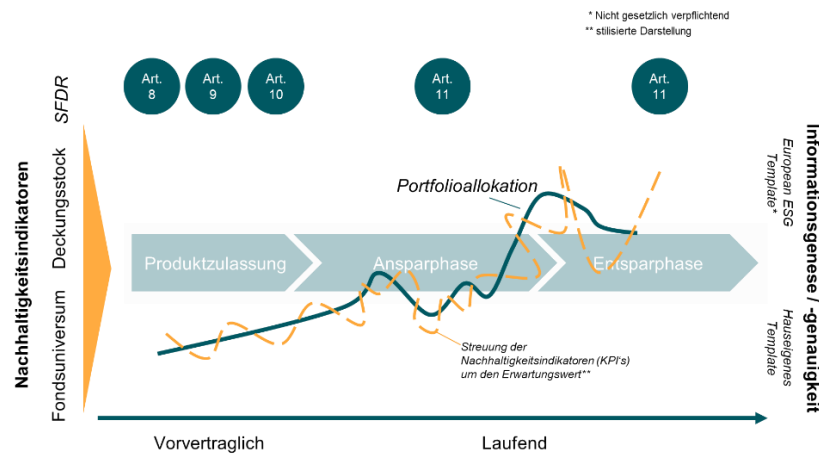 * Nicht gesetzlich verpflichtend
** stilisierte Darstellung
SFDR
Art.
8
Art.
9
Art.
10
Art.
11
Art.
11
Nachhaltigkeitsindikatoren
Deckungsstock
Fondsuniversum
Portfolioallokation
Produktzulassung
Ansparphase
Entsparphase
Streuung der
Nachhaltigkeitsindikatoren (KPI's)
um den Erwartungswert**
European ESG
Template*
Hauseigenes
Template
Informationsgenese / -genauigkeit
Vorvertraglich
Laufend